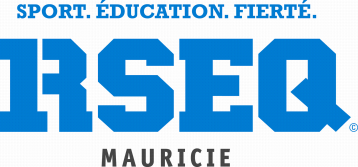 SPORT. ÉDUCATION. FIERTÉ.
RSEQ
©
MAURICIE